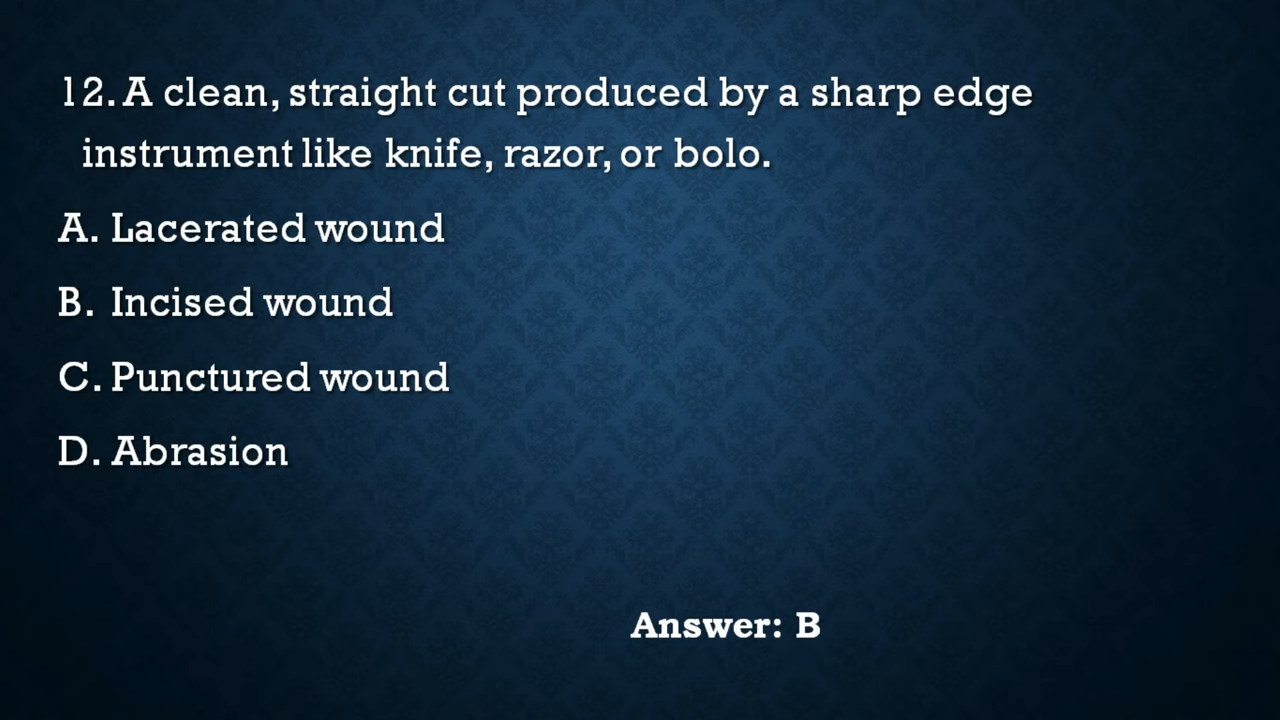 12. A clean, straight cut produced by a sharp edge
instrument like knife, razor, or bolo.
A. Lacerated wound
B. Incised wound
C. Punctured wound
D. Abrasion
Answer: B